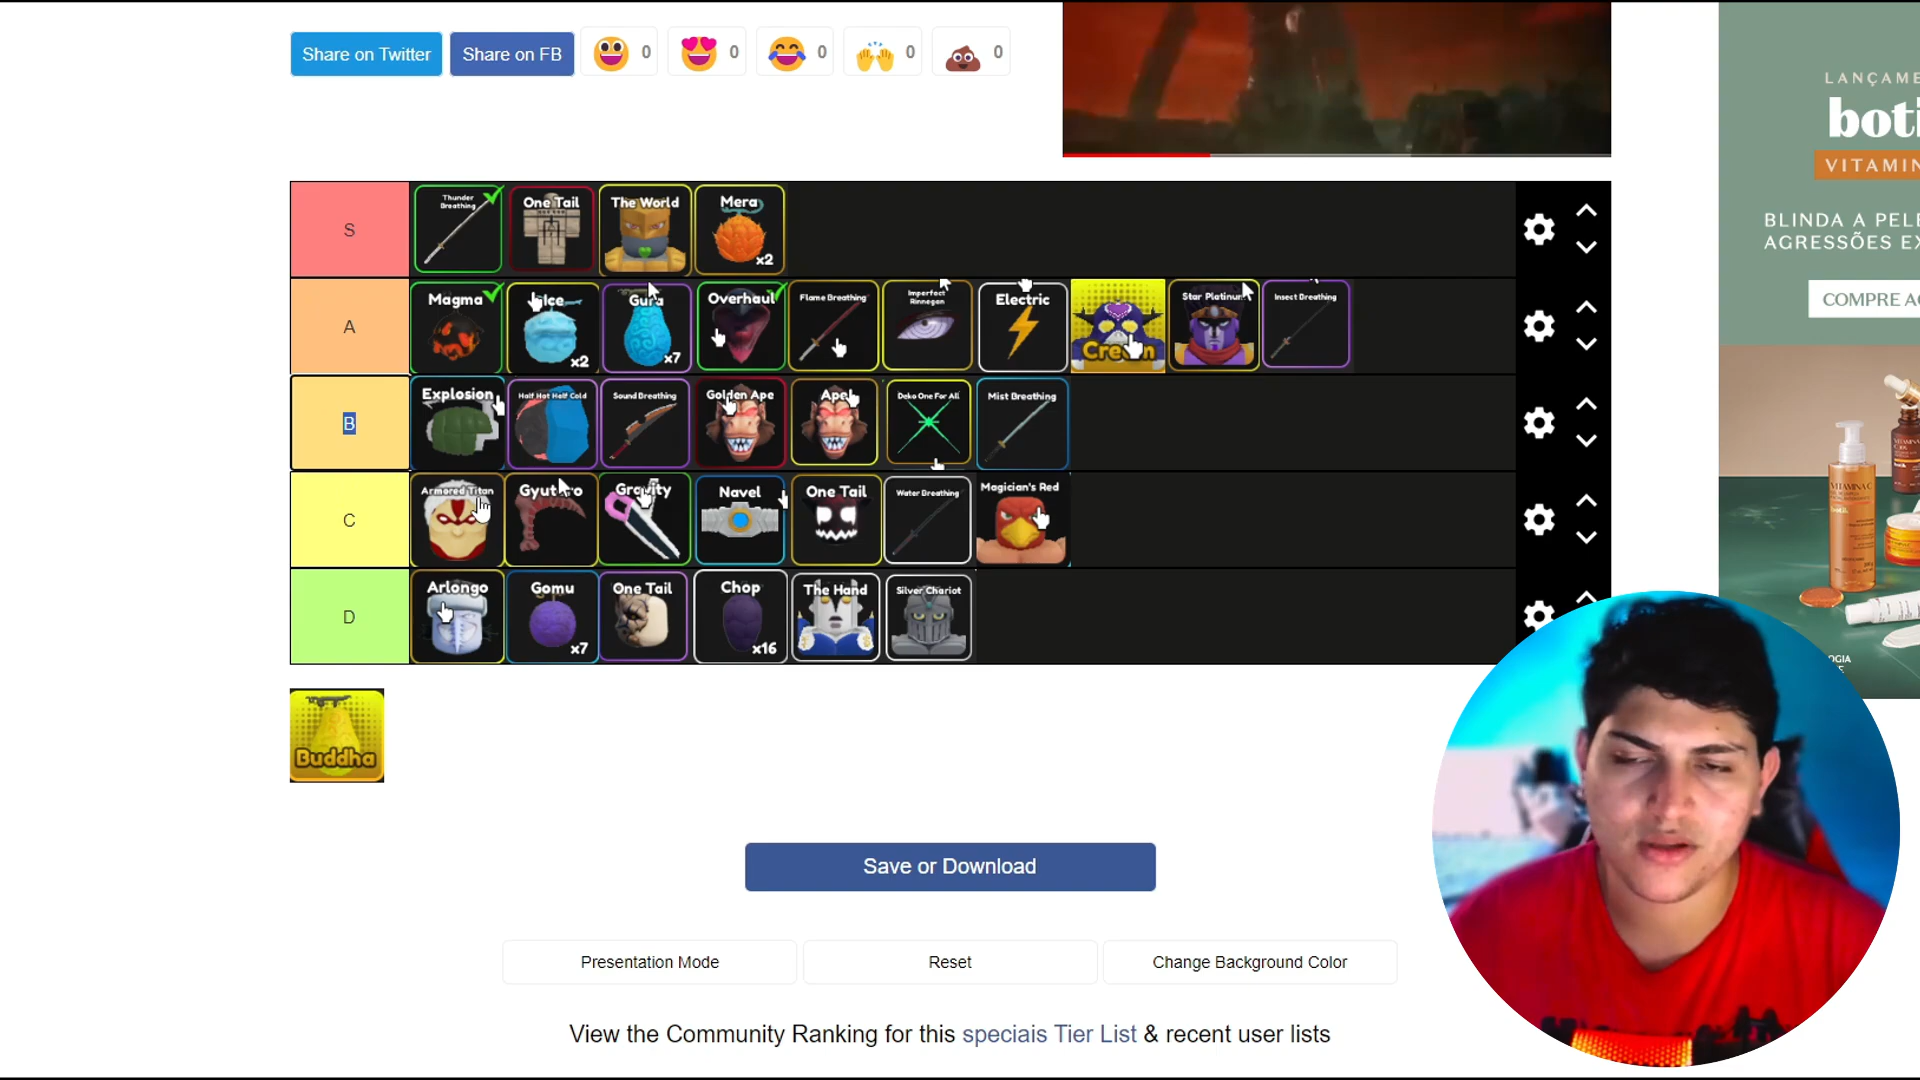 Share on Twitter Share on FB 0 0 0 0 0
LANÇAME
boti
VITAMIN
BLINDA A PELE
AGRESSÕES EX
COMPRE AG
S Thunder Breathing One Tail The World Mera x2
A Magma Ice x2 Gura x7 Overhaul Flame Breathing Imperfect Rinnegan Electric Cream Star Platinum Insect Breathing
B Explosion Half Hot Half Cold Sound Breathing Golden Ape Ape Deko One For All Mist Breathing
C Armored Titan Gyutaro Gravity Navel One Tail Water Breathing Magician's Red
D Arlongo Gomu x7 One Tail Chop x16 The Hand Silver Chariot
Buddha
Save or Download
Presentation Mode Reset Change Background Color
View the Community Ranking for this speciais Tier List & recent user lists